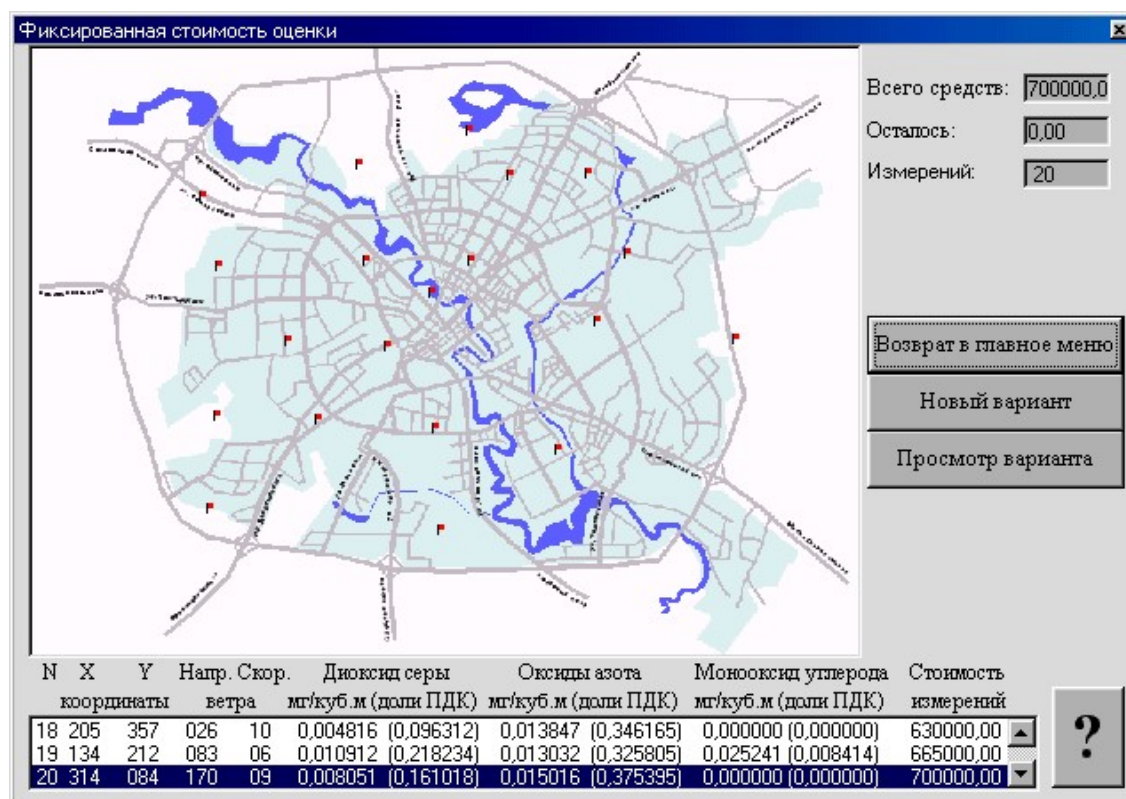 Фиксированная стоимость оценки
Всего средств: 700000,0
Осталось: 0,00
Измерений: 20
Возврат в главное меню
Новый вариант
Просмотр варианта
N X Y Напр. Скор. Диоксид серы Оксиды азота Монооксид углерода Стоимость
координаты ветра мг/куб.м (доли ПДК) мг/куб.м (доли ПДК) мг/куб.м (доли ПДК) измерений
18 205 357 026 10 0,004816 (0,096312) 0,013847 (0,346165) 0,000000 (0,000000) 630000,00
19 134 212 083 06 0,010912 (0,218234) 0,013032 (0,325805) 0,025241 (0,008414) 665000,00
20 314 084 170 09 0,008051 (0,161018) 0,015016 (0,375395) 0,000000 (0,000000) 700000,00
?